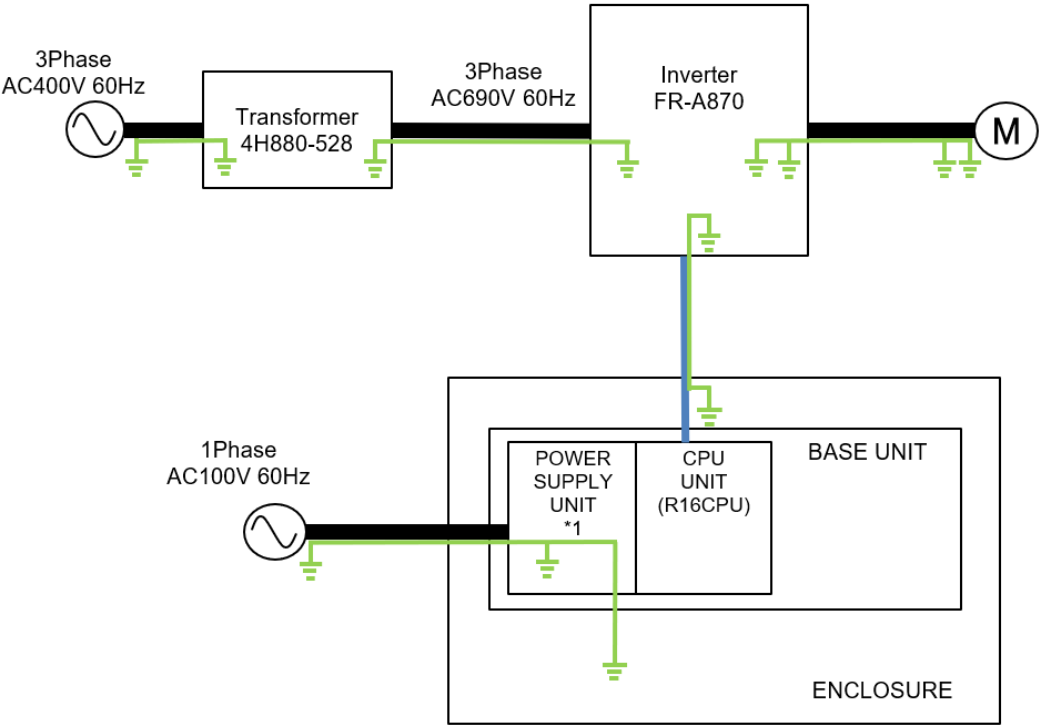 3Phase
AC400V 60Hz
Transformer
4H880-528
3Phase
AC690V 60Hz
Inverter
FR-A870
M
1Phase
AC100V 60Hz
POWER
SUPPLY
UNIT
*1
CPU
UNIT
(R16CPU)
BASE UNIT
ENCLOSURE